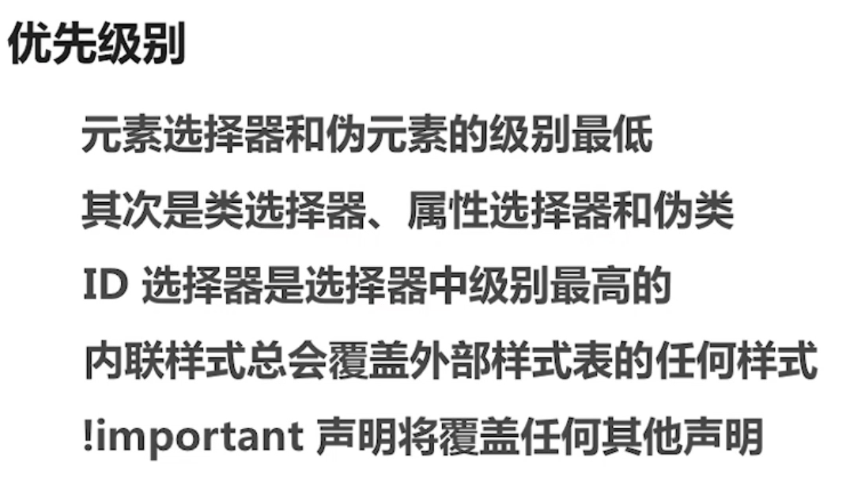 优先级别
元素选择器和伪元素的级别最低
其次是类选择器、属性选择器和伪类
ID 选择器是选择器中级别最高的
内联样式总会覆盖外部样式表的任何样式
!important 声明将覆盖任何其他声明